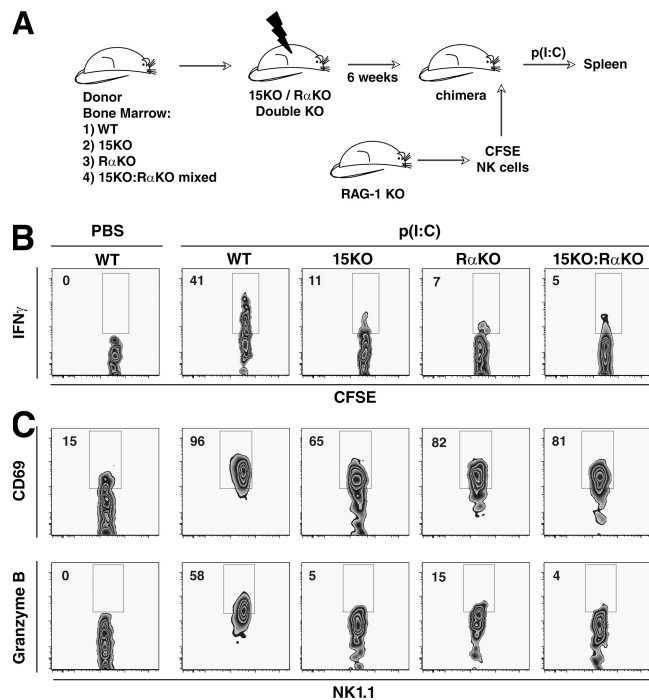 A
Donor
Bone Marrow:
1) WT
2) 15KO
3) RαKO
4) 15KO:RαKO mixed
15KO / RαKO
Double KO
6 weeks
chimera
p(I:C)
Spleen
RAG-1 KO
CFSE
NK cells
B
PBS
p(I:C)
WT
WT
15KO
RαKO
15KO:RαKO
IFNγ
0
41
11
7
5
CFSE
C
CD69
15
96
65
82
81
Granzyme B
0
58
5
15
4
NK1.1